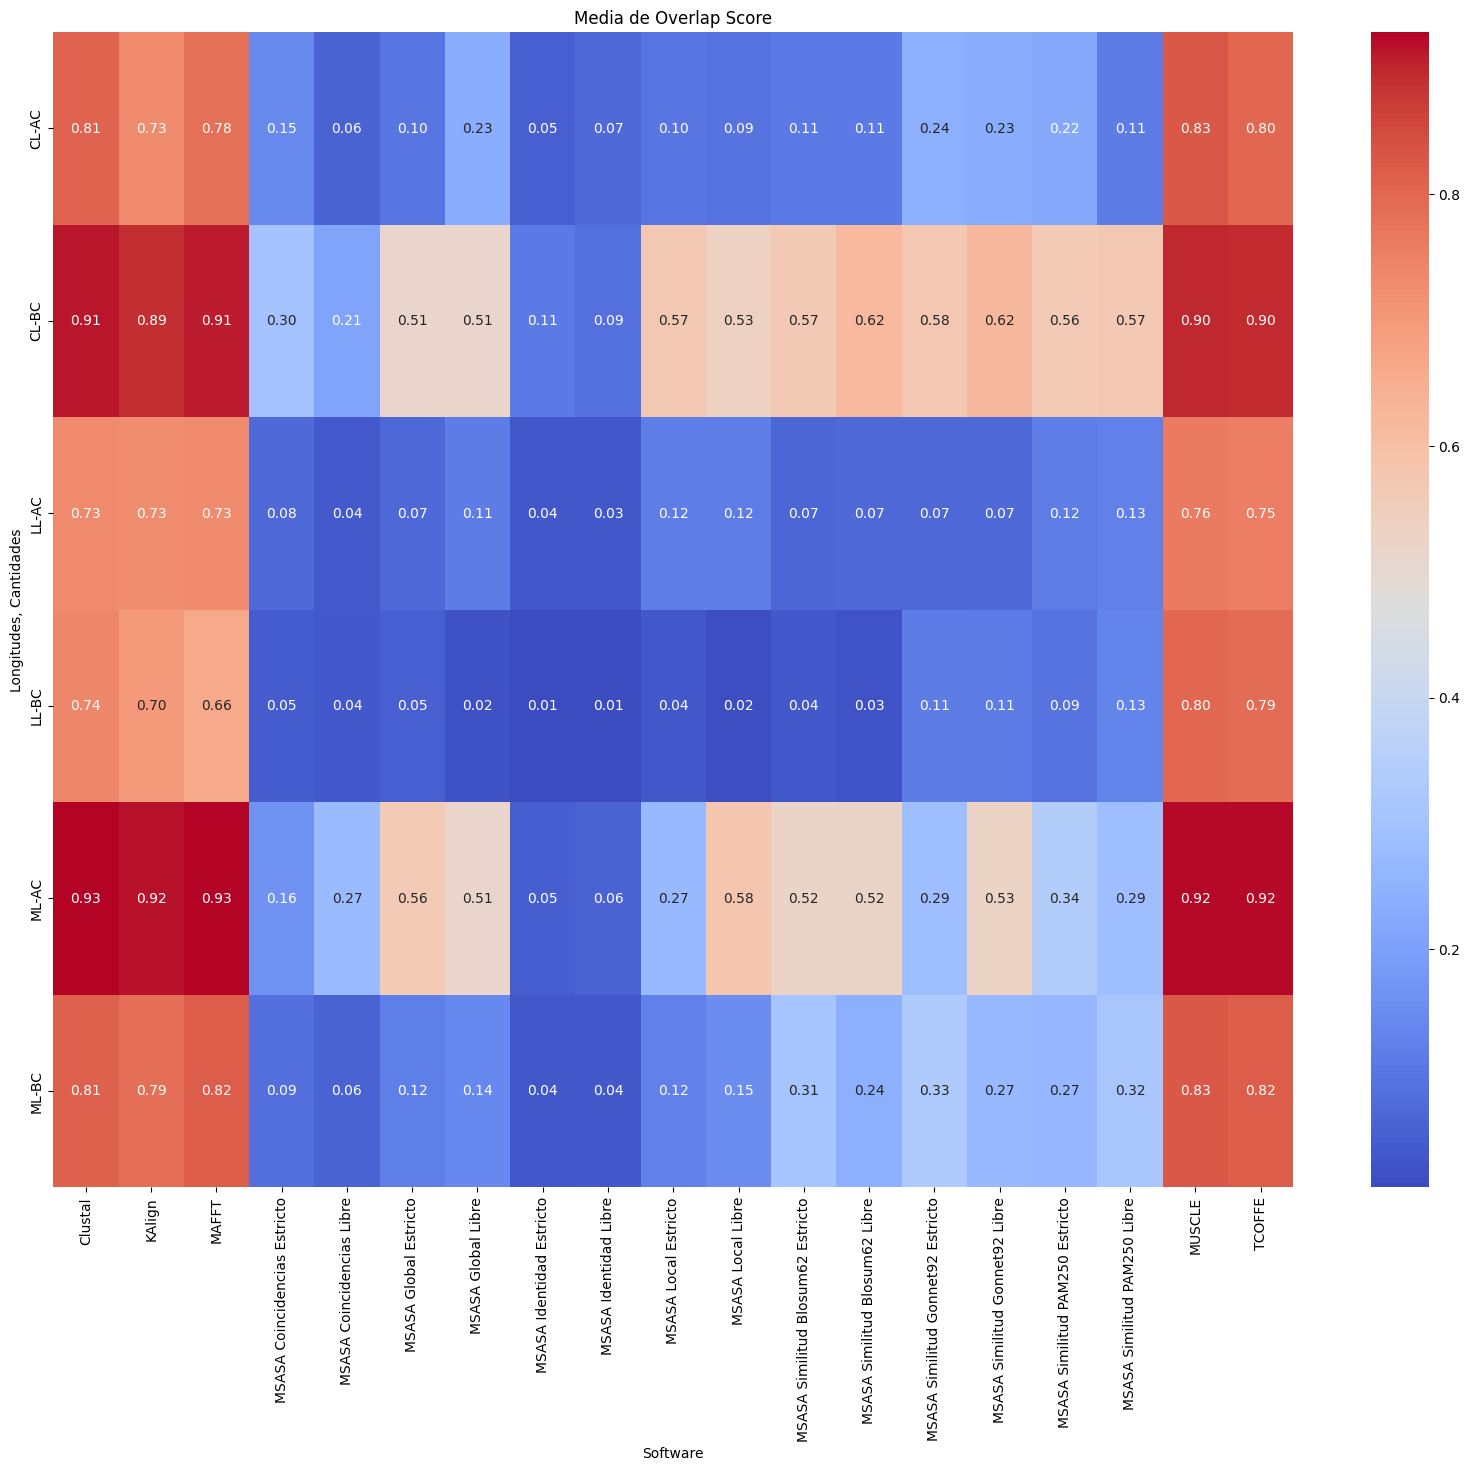 Media de Overlap Score
Longitudes, Cantidades
CL-AC
0.81 0.73 0.78 0.15 0.06 0.10 0.23 0.05 0.07 0.10 0.09 0.11 0.11 0.24 0.23 0.22 0.11 0.83 0.80
CL-BC
0.91 0.89 0.91 0.30 0.21 0.51 0.51 0.11 0.09 0.57 0.53 0.57 0.62 0.58 0.62 0.56 0.57 0.90 0.90
LL-AC
0.73 0.73 0.73 0.08 0.04 0.07 0.11 0.04 0.03 0.12 0.12 0.07 0.07 0.07 0.07 0.12 0.13 0.76 0.75
LL-BC
0.74 0.70 0.66 0.05 0.04 0.05 0.02 0.01 0.01 0.04 0.02 0.04 0.03 0.11 0.11 0.09 0.13 0.80 0.79
ML-AC
0.93 0.92 0.93 0.16 0.27 0.56 0.51 0.05 0.06 0.27 0.58 0.52 0.52 0.29 0.53 0.34 0.29 0.92 0.92
ML-BC
0.81 0.79 0.82 0.09 0.06 0.12 0.14 0.04 0.04 0.12 0.15 0.31 0.24 0.33 0.27 0.27 0.32 0.83 0.82
Clustal
KAlign
MAFFT
MSASA Coincidencias Estricto
MSASA Coincidencias Libre
MSASA Global Estricto
MSASA Global Libre
MSASA Identidad Estricto
MSASA Identidad Libre
MSASA Local Estricto
MSASA Local Libre
MSASA Similitud Blosum62 Estricto
MSASA Similitud Blosum62 Libre
MSASA Similitud Gonnet92 Estricto
MSASA Similitud Gonnet92 Libre
MSASA Similitud PAM250 Estricto
MSASA Similitud PAM250 Libre
MUSCLE
TCOFFE
Software
0.8
0.6
0.4
0.2